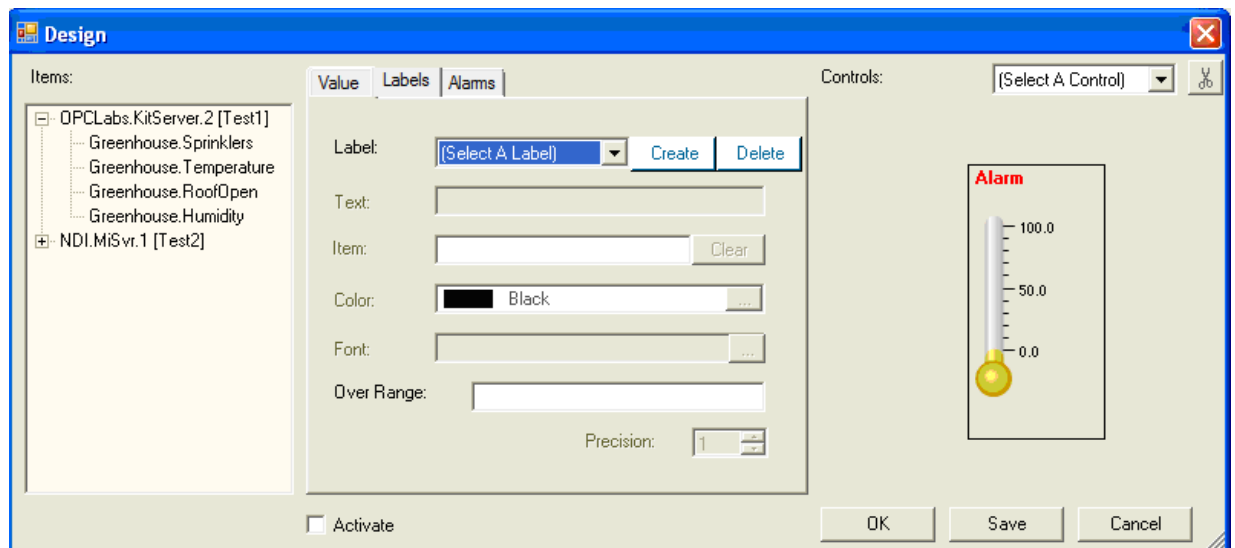 Design
Items:
OPCLabs.KitServer.2 [Test1]
Greenhouse.Sprinklers
Greenhouse.Temperature
Greenhouse.RoofOpen
Greenhouse.Humidity
NDI.MiSvr.1 [Test2]
Value Labels Alarms
Label: (Select A Label) Create Delete
Text:
Item: Clear
Color: Black ...
Font: ...
Over Range:
Precision: 1
Activate
Controls: (Select A Control)
Alarm
100.0
50.0
0.0
OK Save Cancel